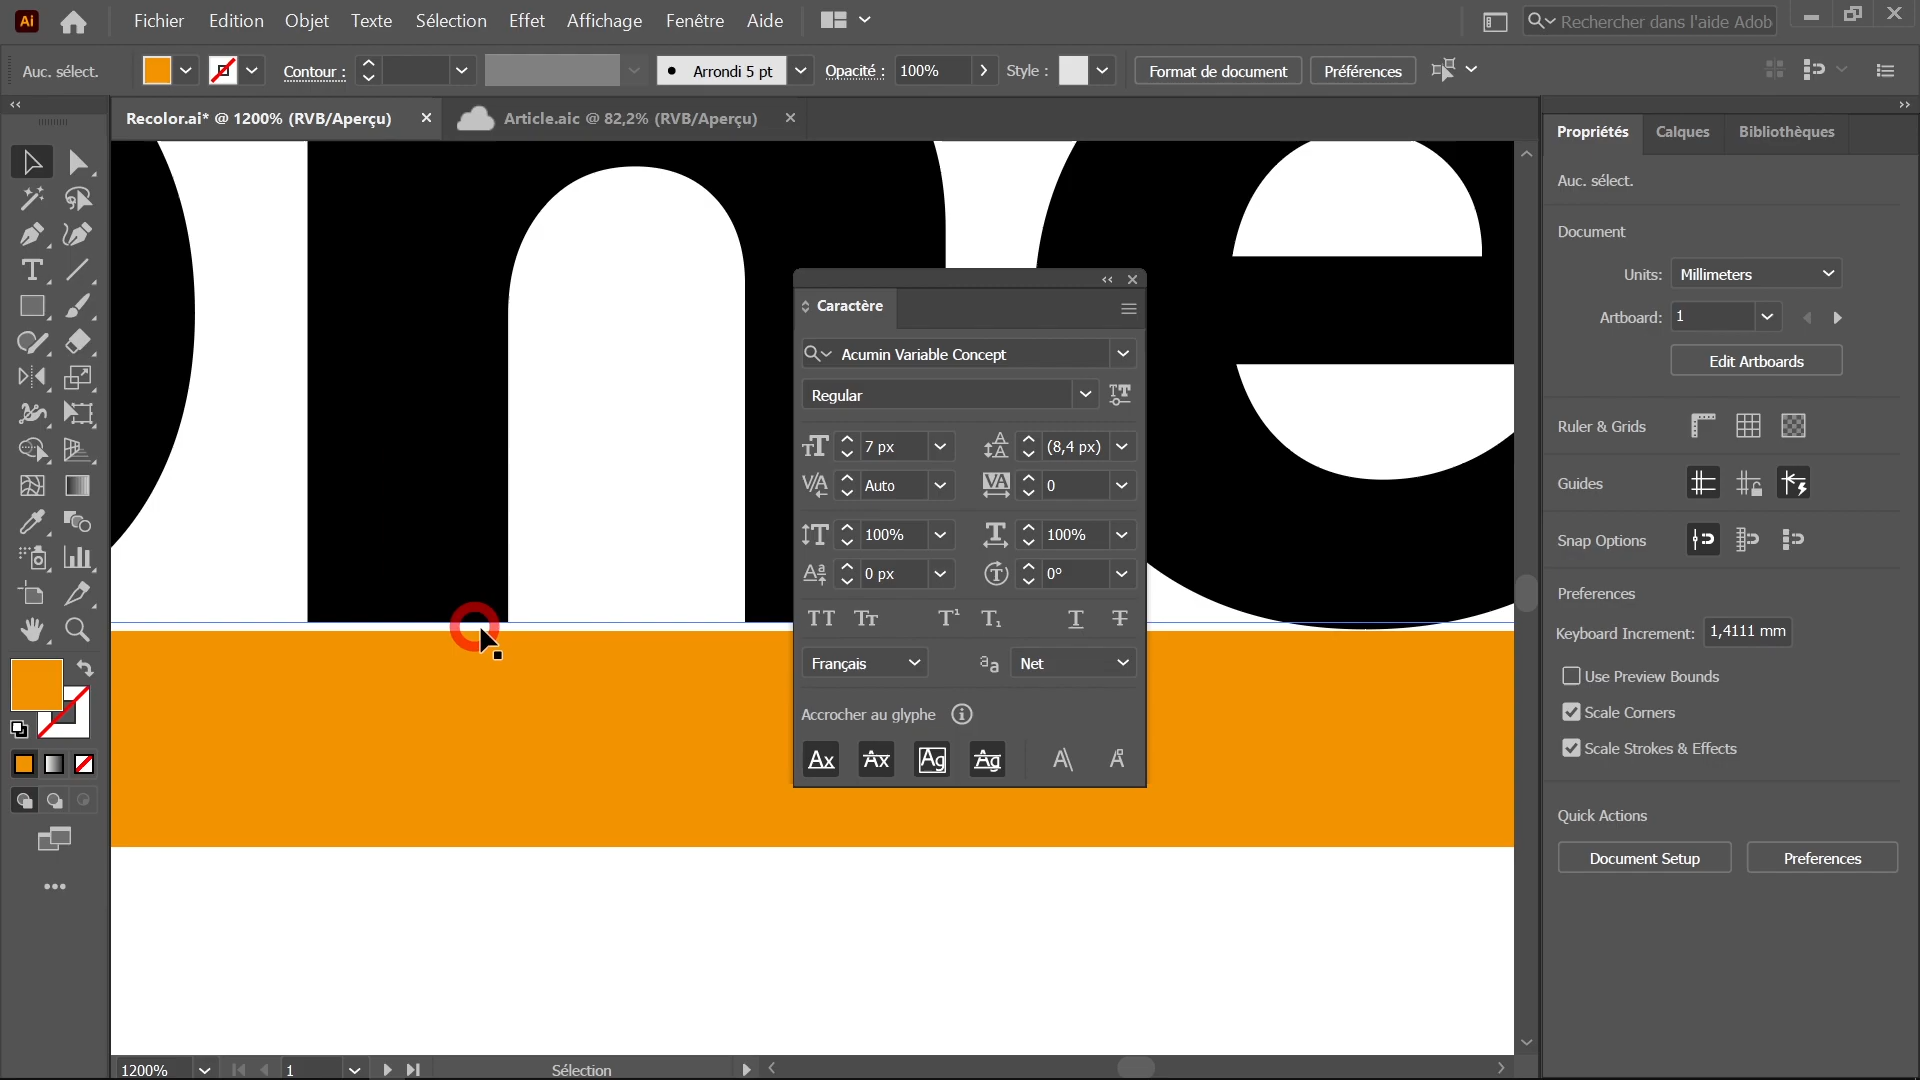 Ai Fichier Edition Objet Texte Sélection Effet Affichage Fenêtre Aide Rechercher dans l'aide Adob
Auc. sélect. Contour : Arrondi 5 pt Opacité : 100% Style : Format de document Préférences
Recolor.ai* @ 1200% (RVB/Aperçu) Article.aic @ 82,2% (RVB/Aperçu)
ne
Caractère
Acumin Variable Concept
Regular
7 px (8,4 px)
Auto 0
100% 100%
0 px 0°
Français Net
Accrocher au glyphe
Propriétés Calques Bibliothèques
Auc. sélect.
Document
Units: Millimeters
Artboard: 1
Edit Artboards
Ruler & Grids
Guides
Snap Options
Preferences
Keyboard Increment: 1,4111 mm
Use Preview Bounds
Scale Corners
Scale Strokes & Effects
Quick Actions
Document Setup Preferences
1200% 1 Sélection